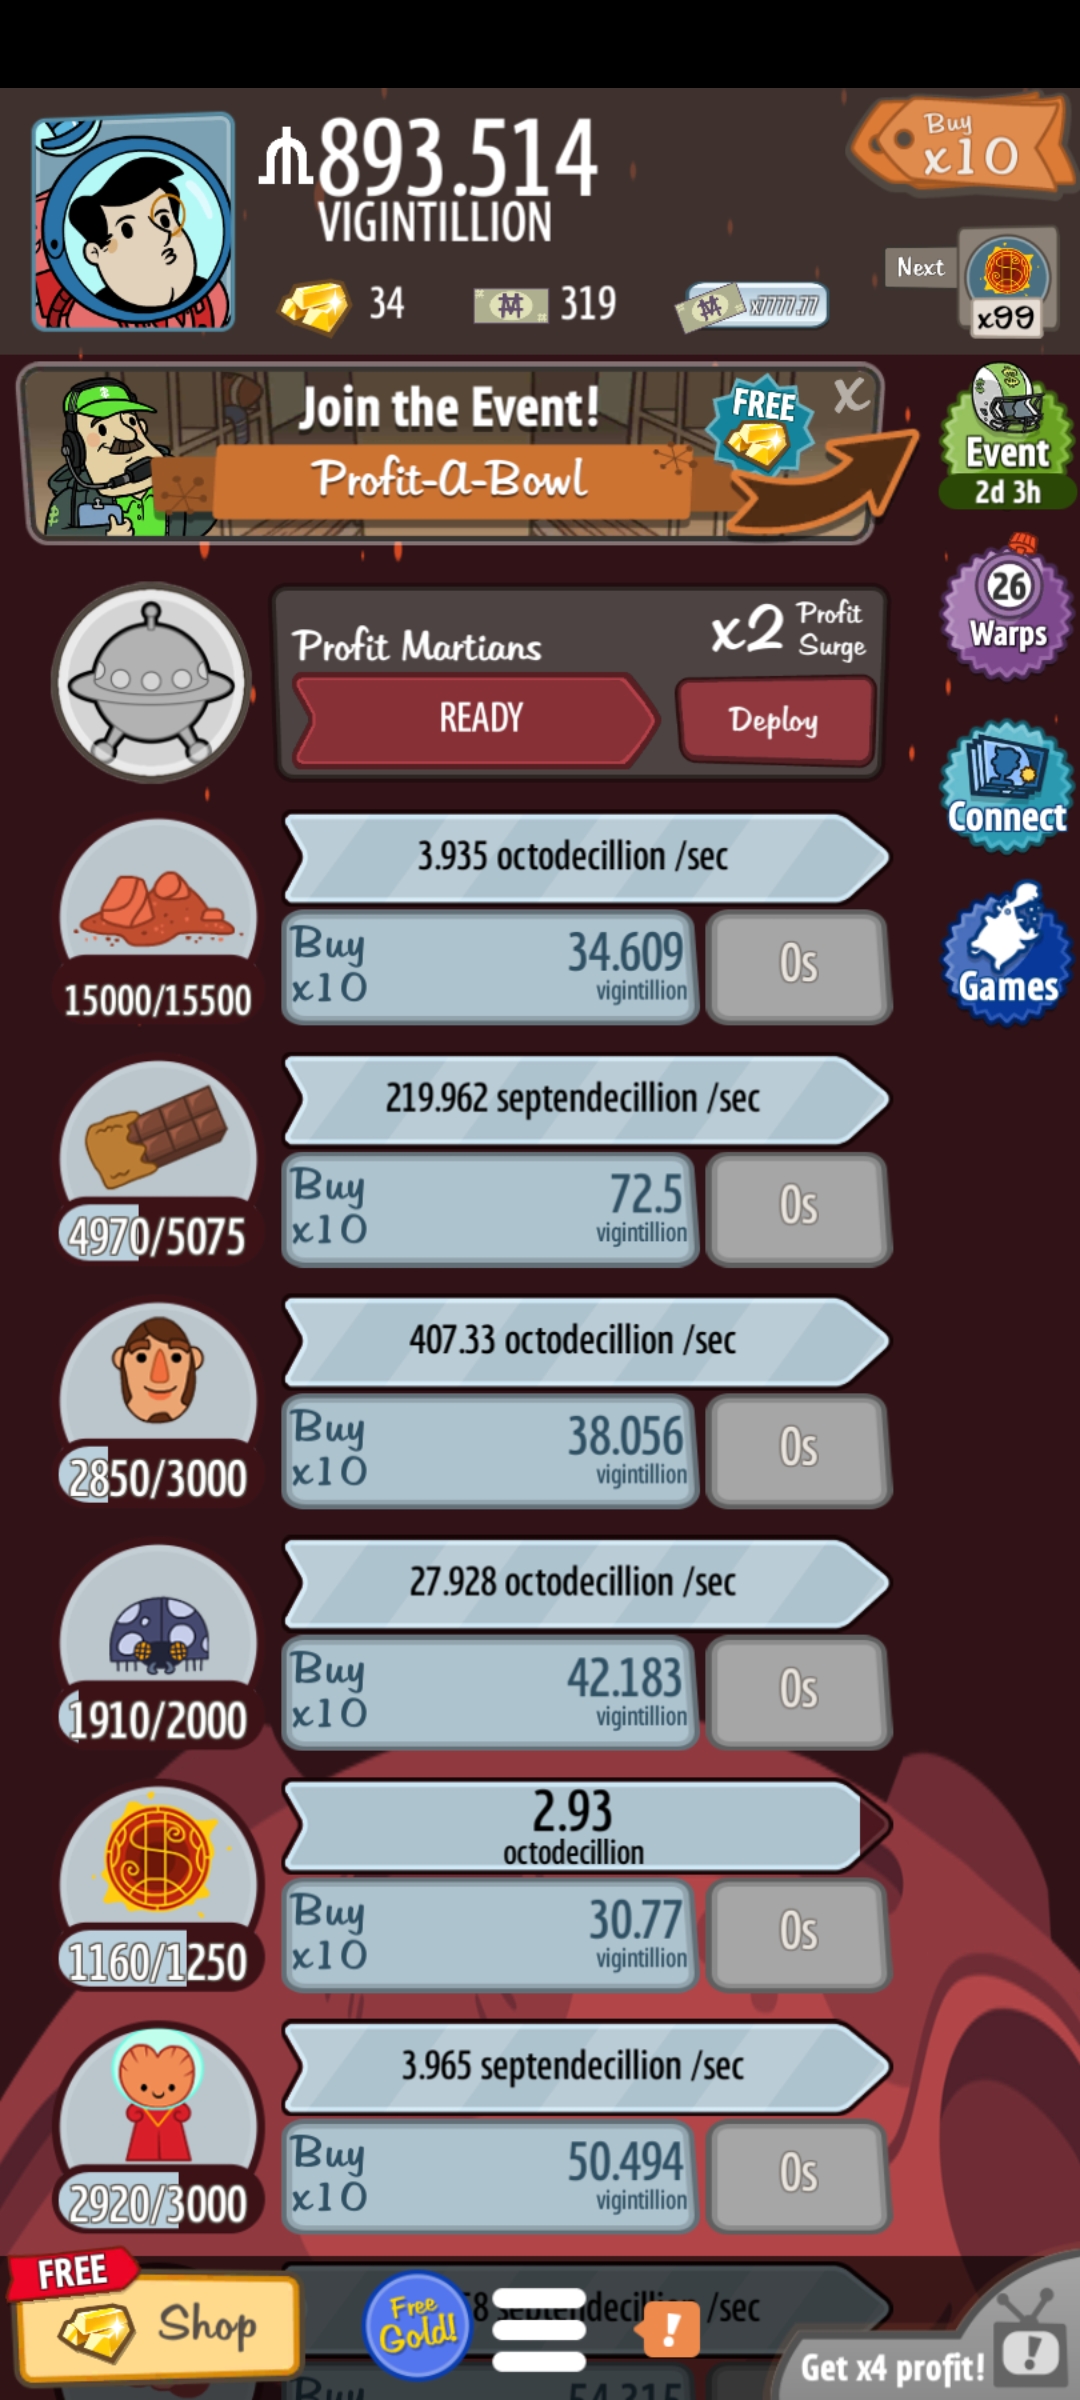 893.514
VIGINTILLION
Buy
x10
34
319
x7777.77
Next
x99
Join the Event!
Profit-A-Bowl
FREE
X
Event
2d 3h
26
Warps
Profit Martians
x2 Profit
Surge
READY
Deploy
Connect
3.935 octodecillion /sec
15000/15500
Buy
x10
34.609
vigintillion
0s
Games
219.962 septendecillion /sec
4970/5075
Buy
x10
72.5
vigintillion
0s
407.33 octodecillion /sec
2850/3000
Buy
x10
38.056
vigintillion
0s
27.928 octodecillion /sec
1910/2000
Buy
x10
42.183
vigintillion
0s
2.93
octodecillion
1160/1250
Buy
x10
30.77
vigintillion
0s
3.965 septendecillion /sec
2920/3000
Buy
x10
50.494
vigintillion
0s
FREE
Shop
Free
Gold!
8 septendecillion /sec
!
Get x4 profit!
!
Buy
54.315